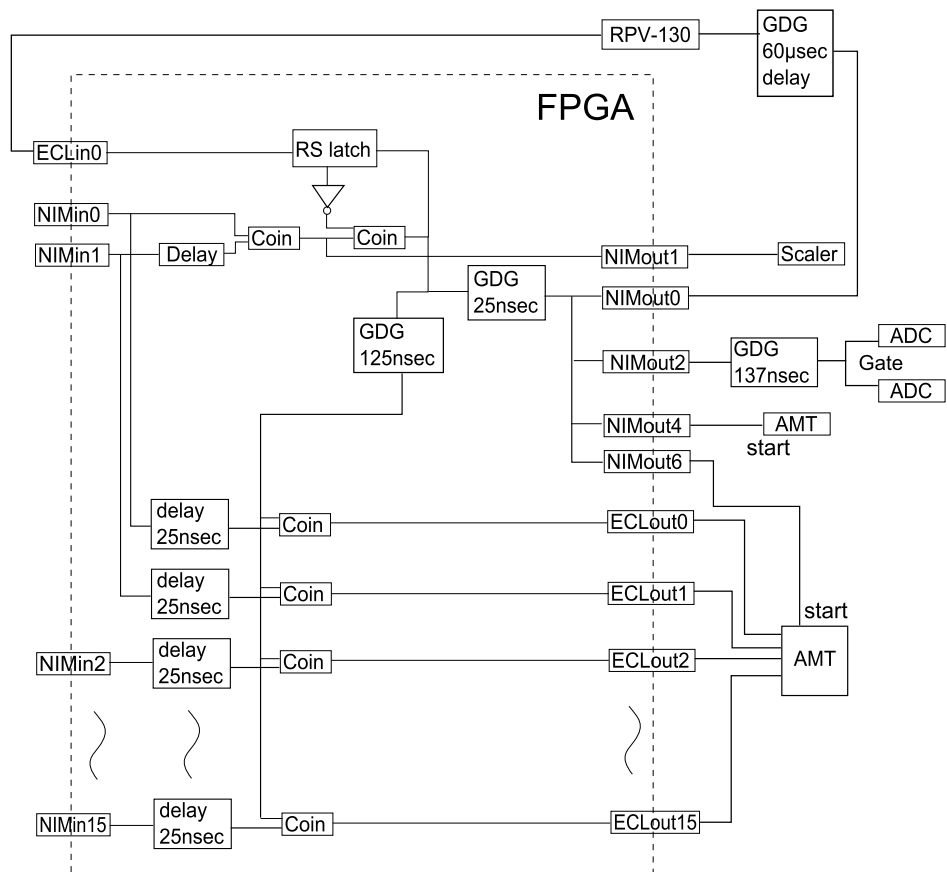 RPV-130
GDG
60μsec
delay
FPGA
ECLin0
RS latch
NIMin0
Coin
Coin
NIMin1
Delay
NIMout1
Scaler
GDG
25nsec
NIMout0
GDG
125nsec
NIMout2
GDG
137nsec
ADC
Gate
ADC
NIMout4
AMT
start
NIMout6
delay
25nsec
Coin
ECLout0
delay
25nsec
Coin
ECLout1
start
NIMin2
delay
25nsec
Coin
ECLout2
AMT
NIMin15
delay
25nsec
Coin
ECLout15